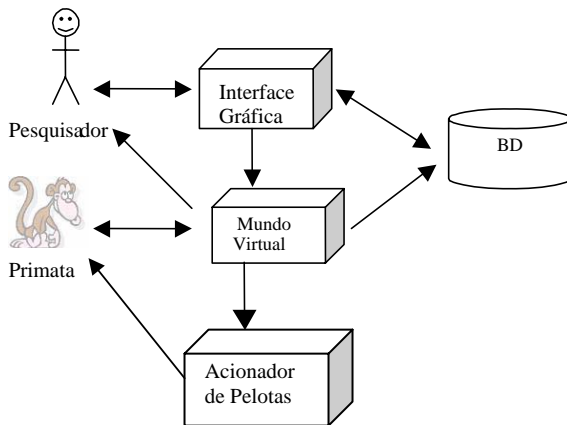 Interface
Gráfica
Pesquisador
BD
Mundo
Virtual
Primata
Acionador
de Pelotas